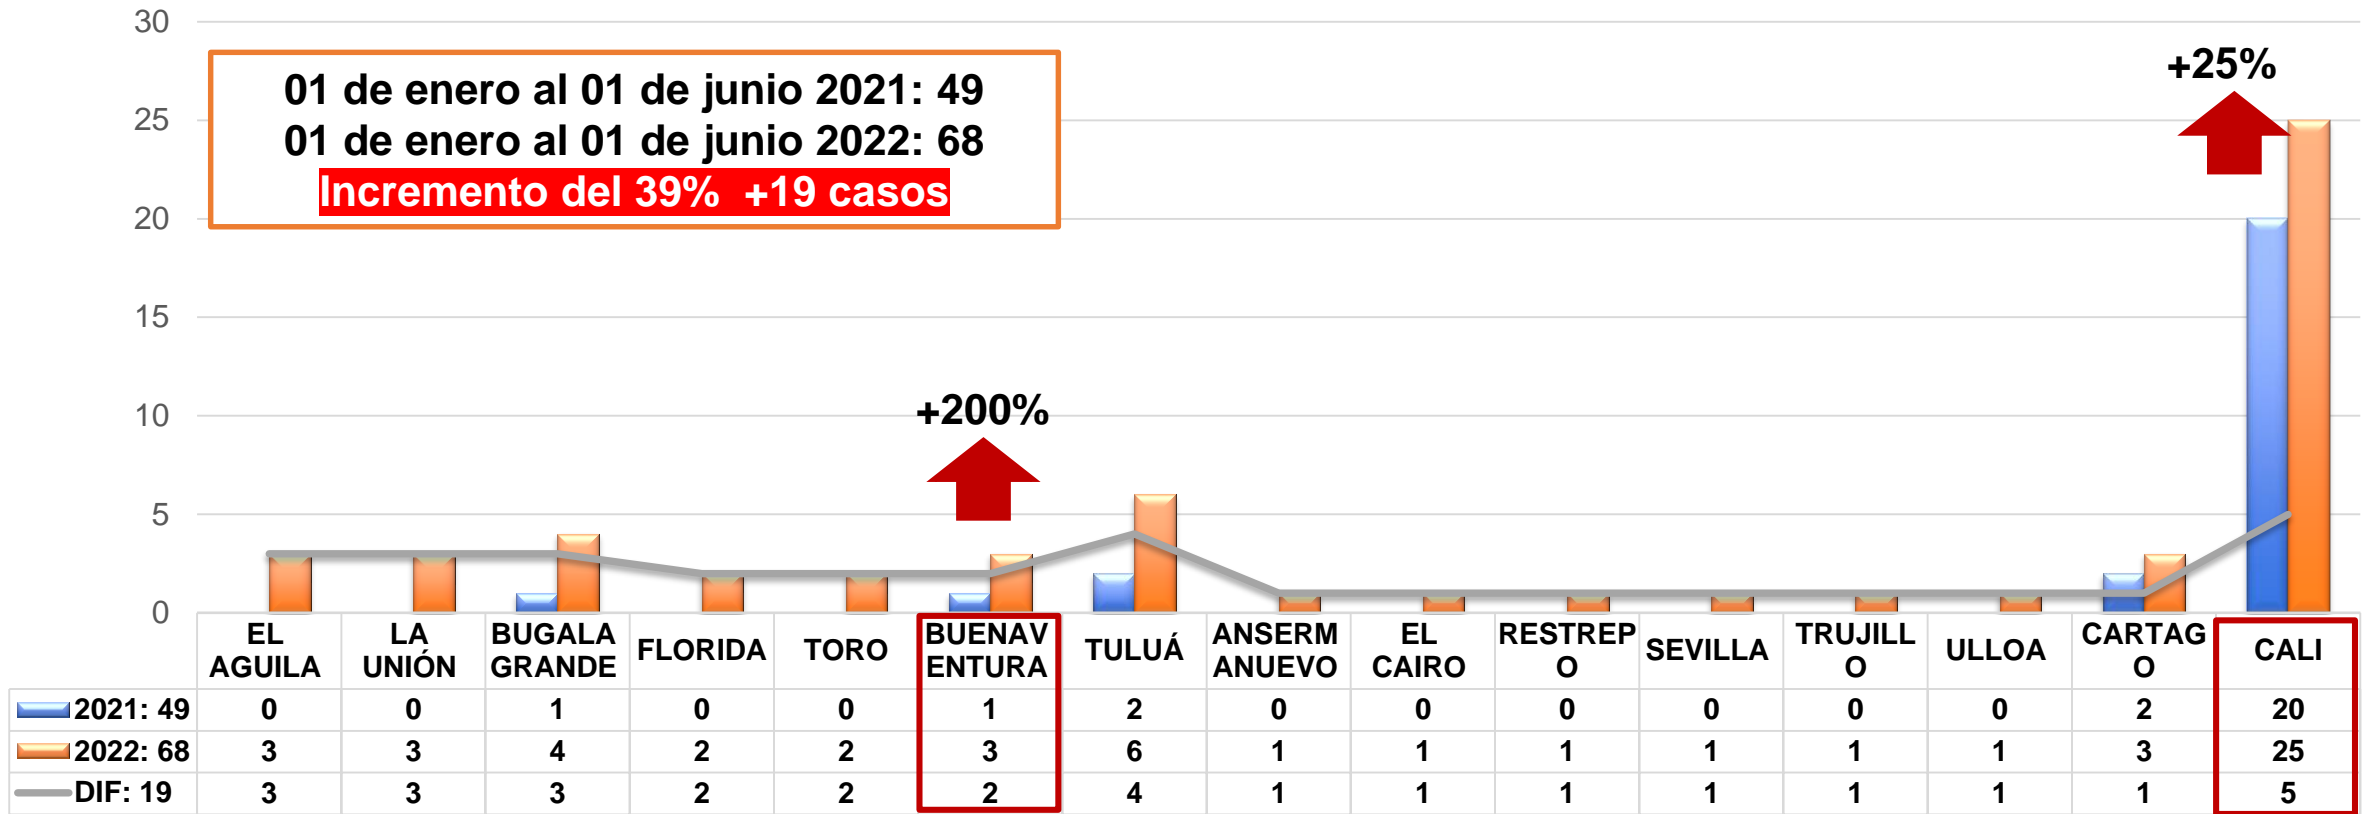 30
25
20
15
10
5
0
01 de enero al 01 de junio 2021: 49
01 de enero al 01 de junio 2022: 68
Incremento del 39%  +19 casos
+200%
+25%
EL AGUILA
LA UNIÓN
BUGALA GRANDE
FLORIDA
TORO
BUENAV ENTURA
TULUÁ
ANSERM ANUEVO
EL CAIRO
RESTREP O
SEVILLA
TRUJILL O
ULLOA
CARTAG O
CALI
2021: 49 0 0 1 0 0 1 2 0 0 0 0 0 0 2 20
2022: 68 3 3 4 2 2 3 6 1 1 1 1 1 1 3 25
DIF: 19 3 3 3 2 2 2 4 1 1 1 1 1 1 1 5